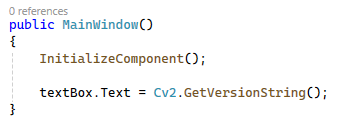 0 references
public MainWindow()
{
    InitializeComponent();

    textBox.Text = Cv2.GetVersionString();
}